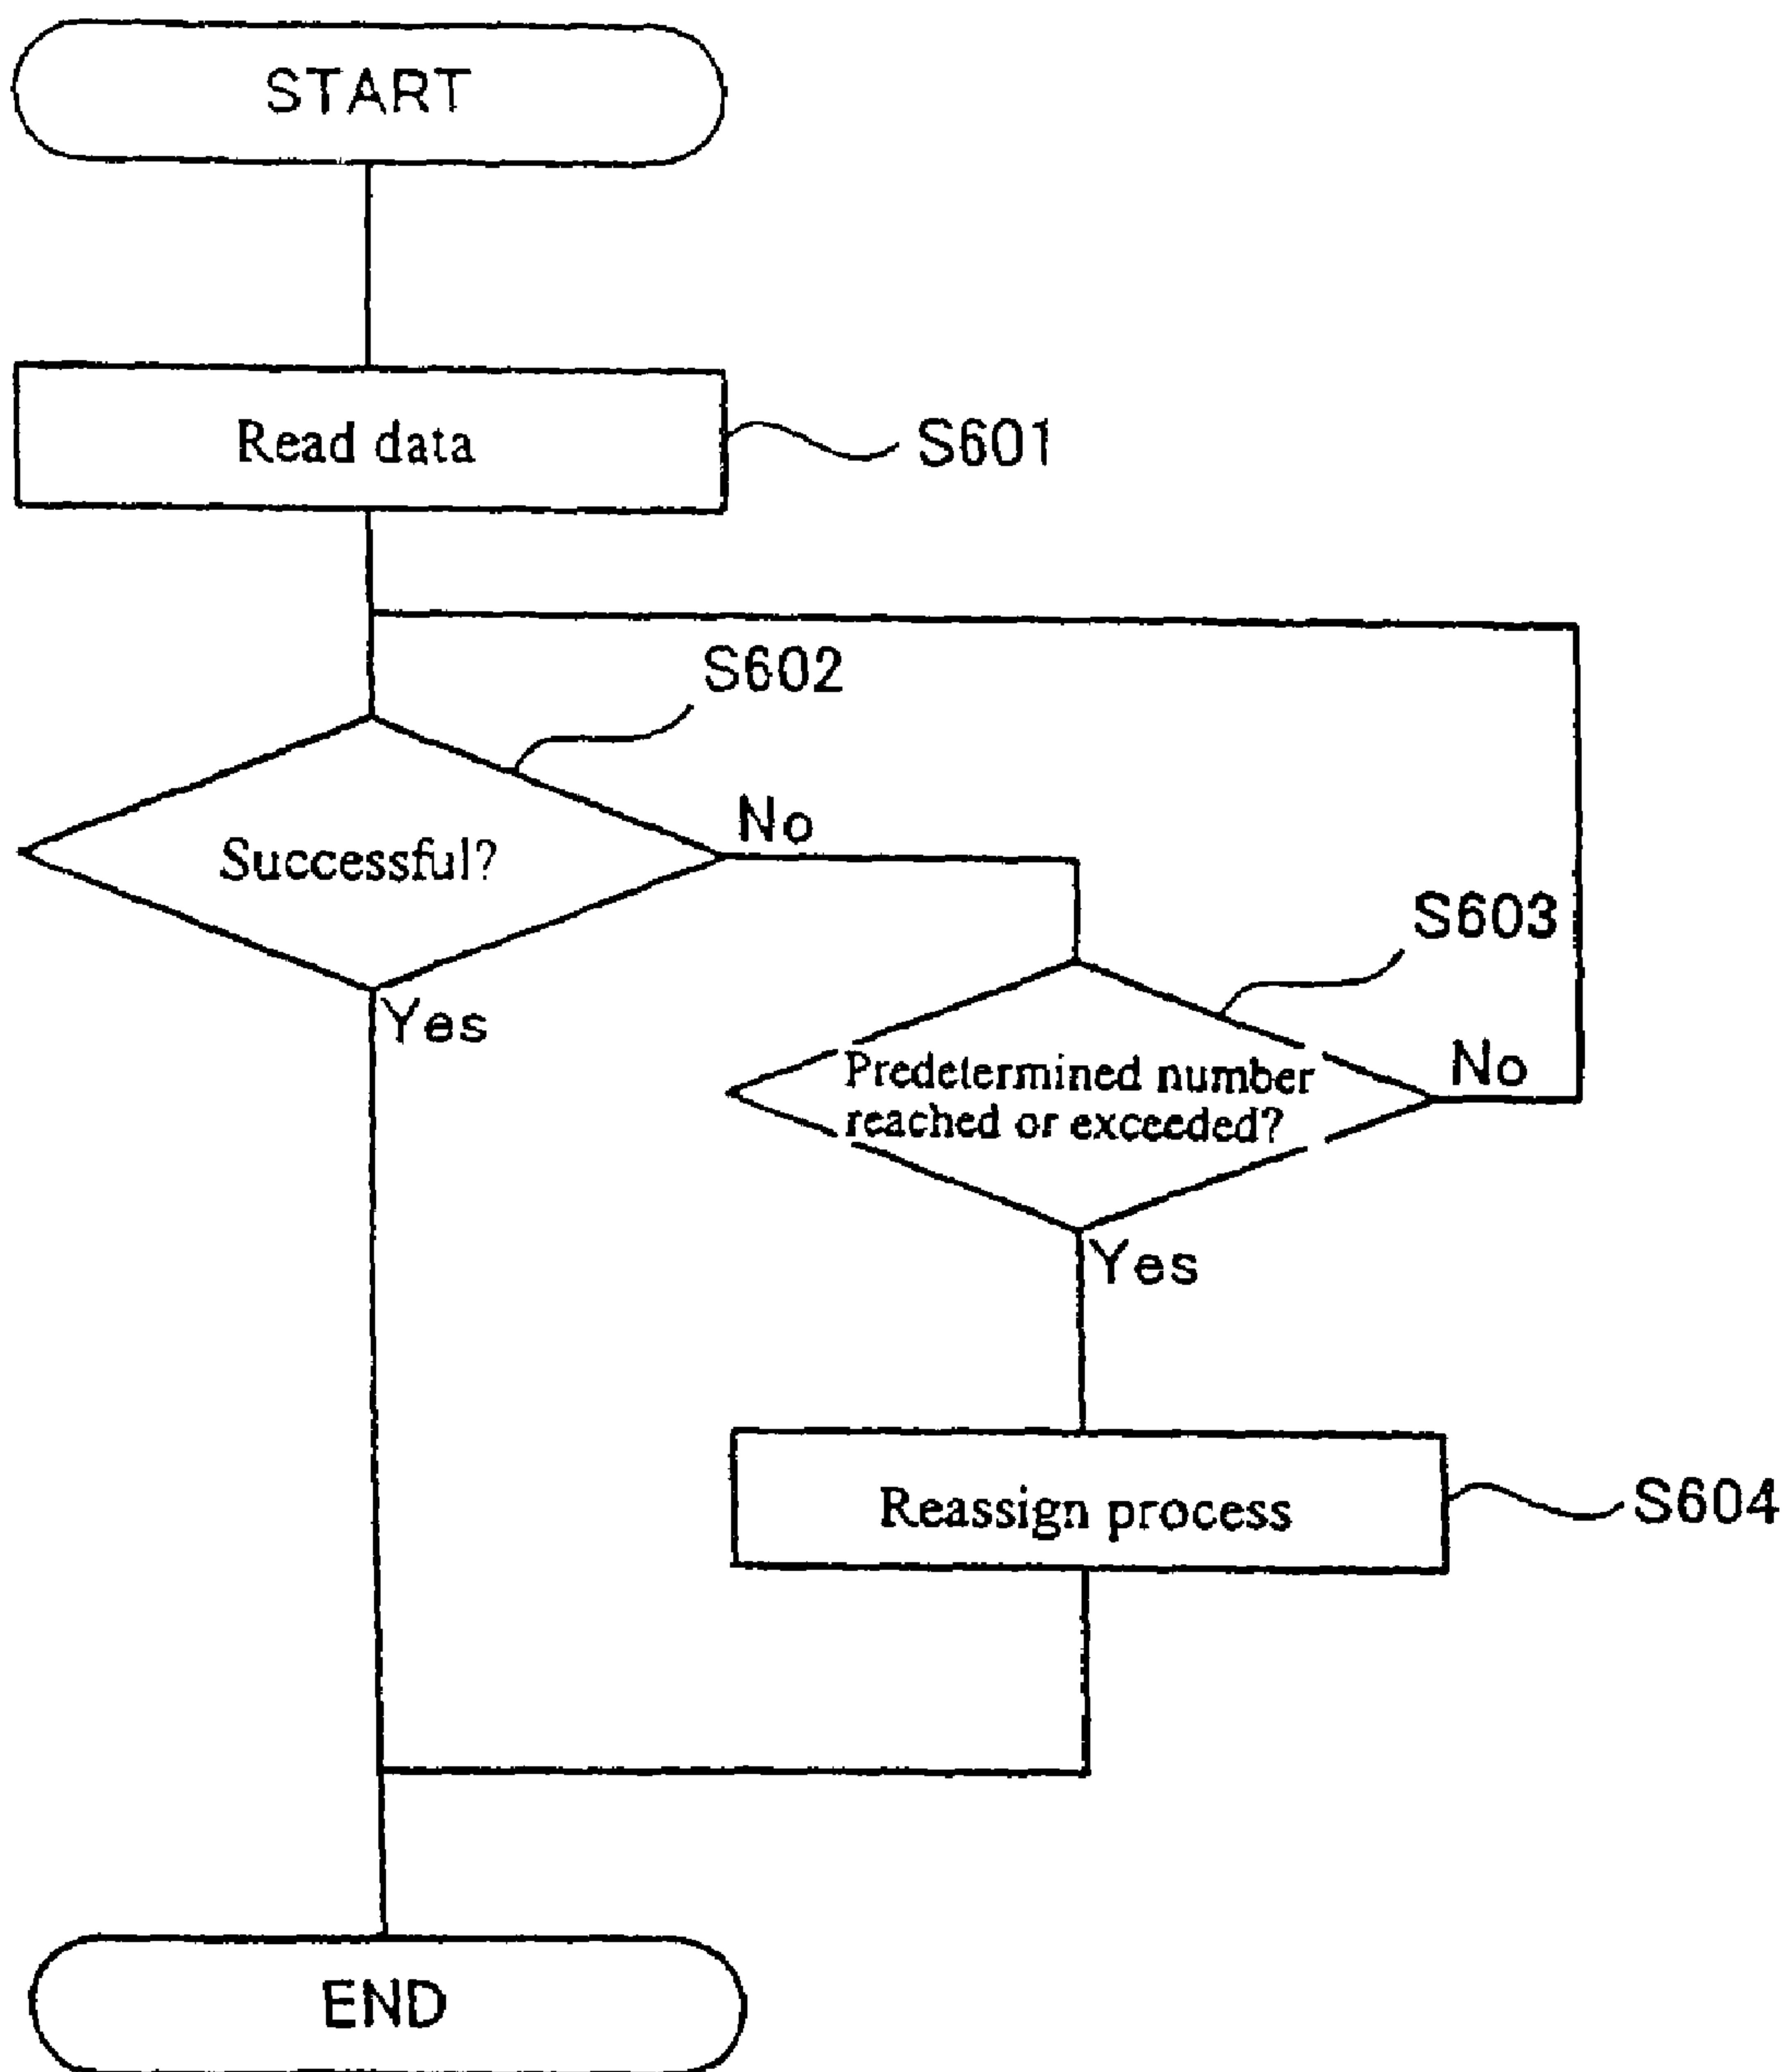 START
Read data
S601
S602
Successful?
No
Yes
S603
Predetermined number
reached or exceeded?
No
Yes
Reassign process
S604
END